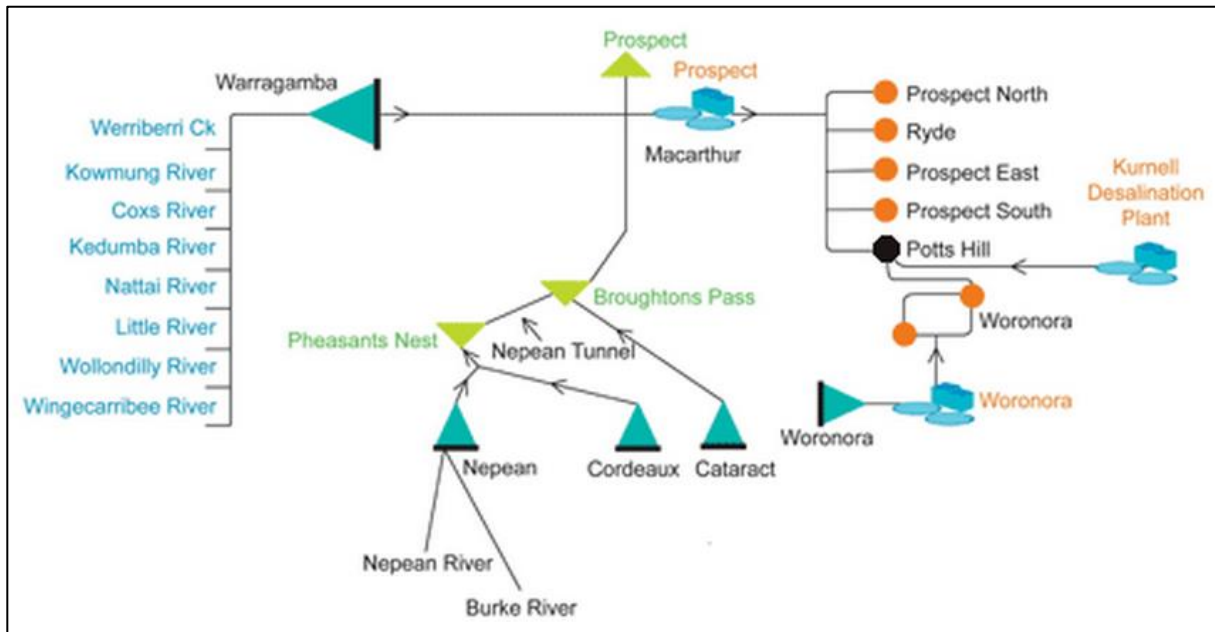 Prospect
Warragamba
Prospect
Macarthur
Werriberri Ck
Kowmung River
Coxs River
Kedumba River
Nattai River
Little River
Wollondilly River
Wingecarribee River
Prospect North
Ryde
Prospect East
Prospect South
Potts Hill
Kurnell
Desalination
Plant
Broughtons Pass
Pheasants Nest
Nepean Tunnel
Woronora
Woronora
Woronora
Nepean
Cordeaux
Cataract
Nepean River
Burke River